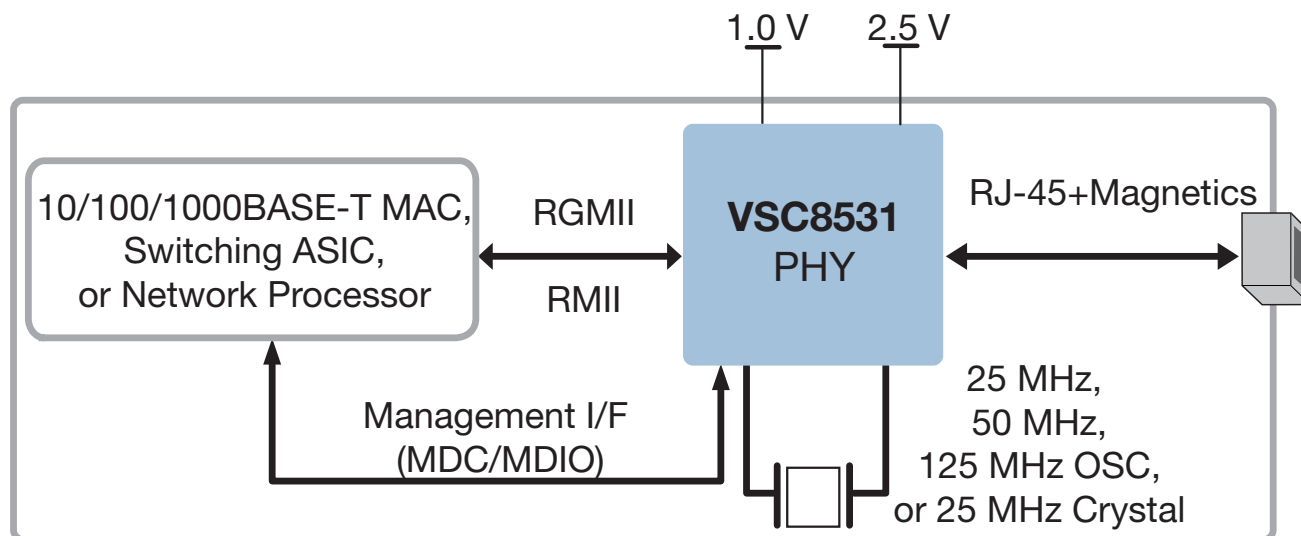 1.0 V
2.5 V
10/100/1000BASE-T MAC,
Switching ASIC,
or Network Processor
RGMII
RMII
VSC8531
PHY
RJ-45+Magnetics
Management I/F
(MDC/MDIO)
25 MHz,
50 MHz,
125 MHz OSC,
or 25 MHz Crystal